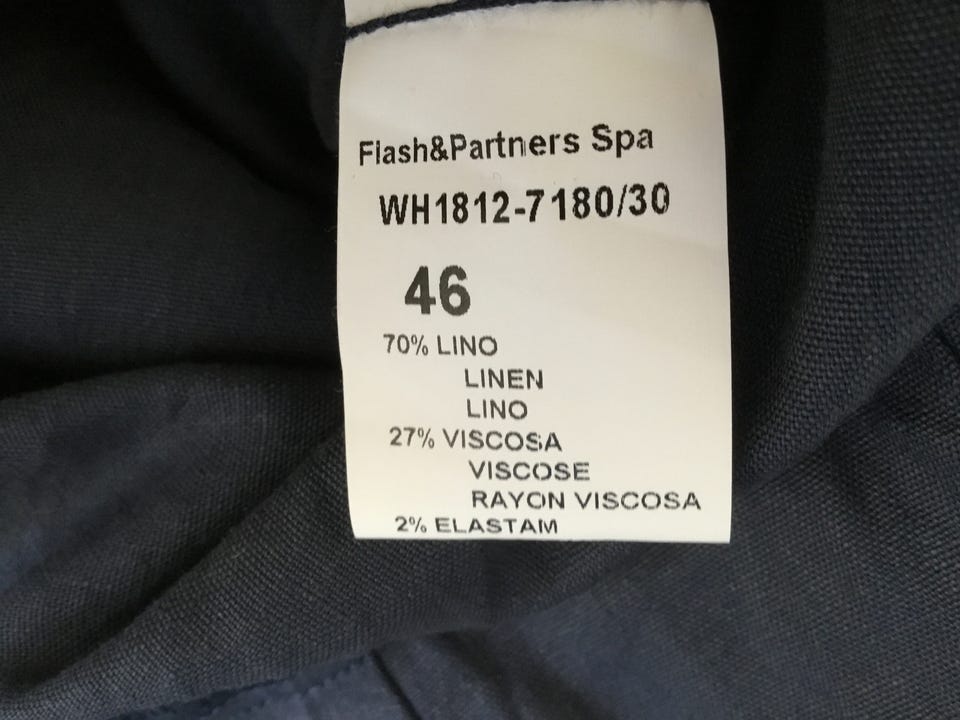 Flash&Partners Spa
WH1812-7180/30
46
70% LINO
LINEN
LINO
27% VISCOSA
VISCOSE
RAYON VISCOSA
2% ELASTAM